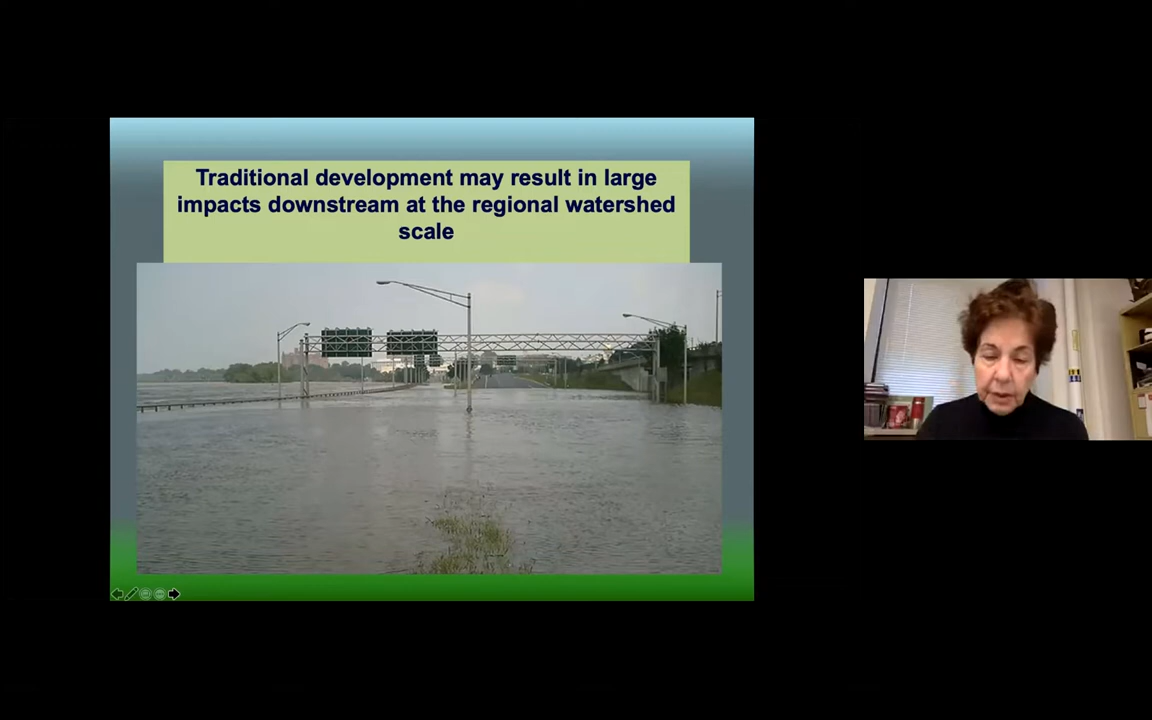 Traditional development may result in large
impacts downstream at the regional watershed
scale